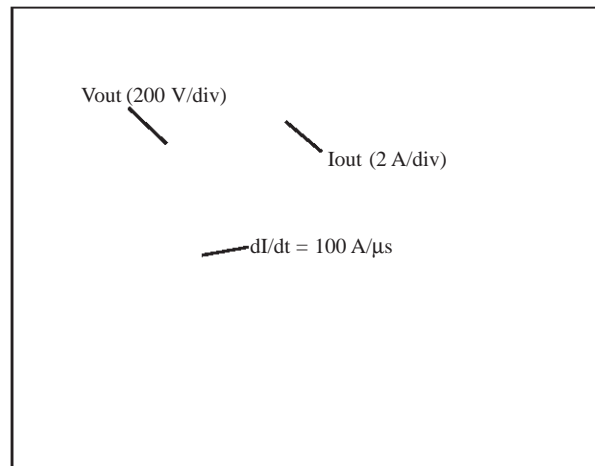 Vout (200 V/div)
Iout (2 A/div)
dI/dt = 100 A/μs